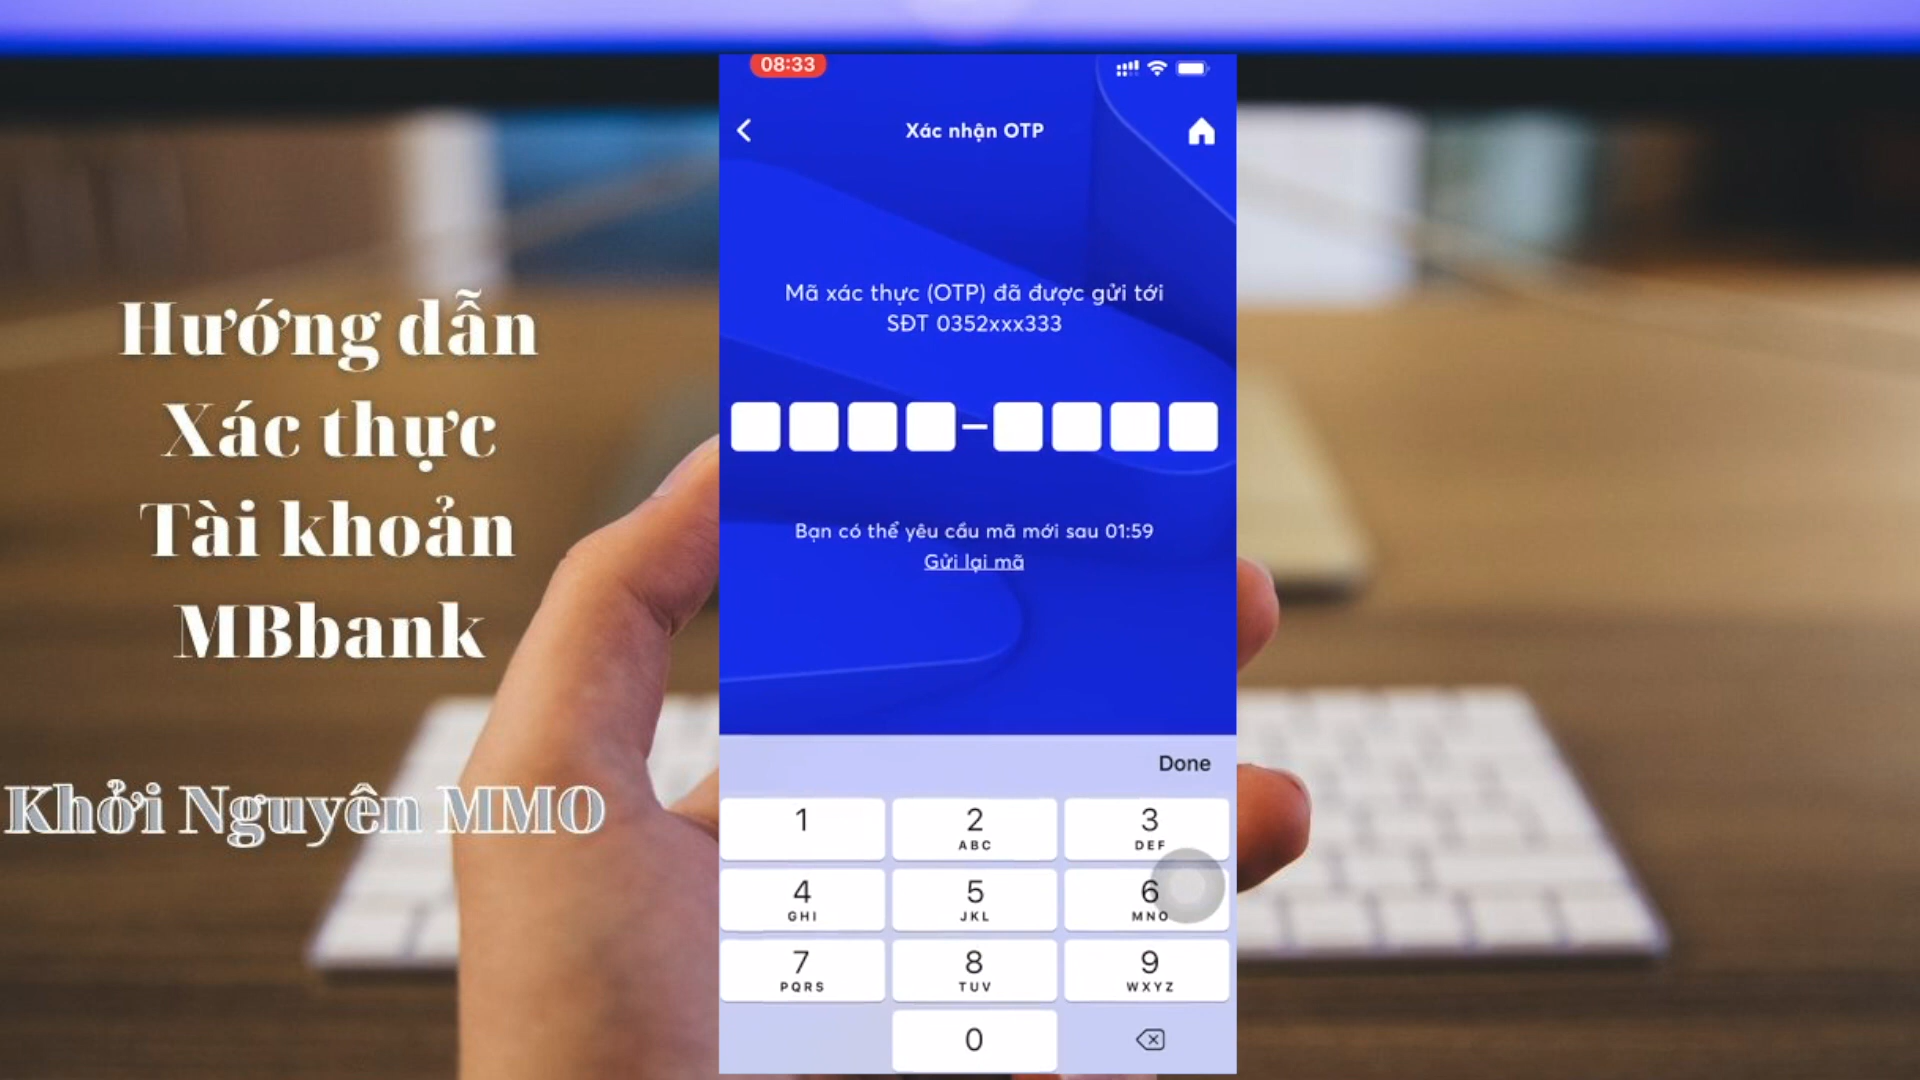 Hướng dẫn
Xác thực
Tài khoản
MBbank
Khởi Nguyên MMO
08:33
Xác nhận OTP
Mã xác thực (OTP) đã được gửi tới
SĐT 0352xxx333
Bạn có thể yêu cầu mã mới sau 01:59
Gửi lại mã
Done
1 2 3
ABC DEF
4 5 6
GHI JKL MNO
7 8 9
PQRS TUV WXYZ
0